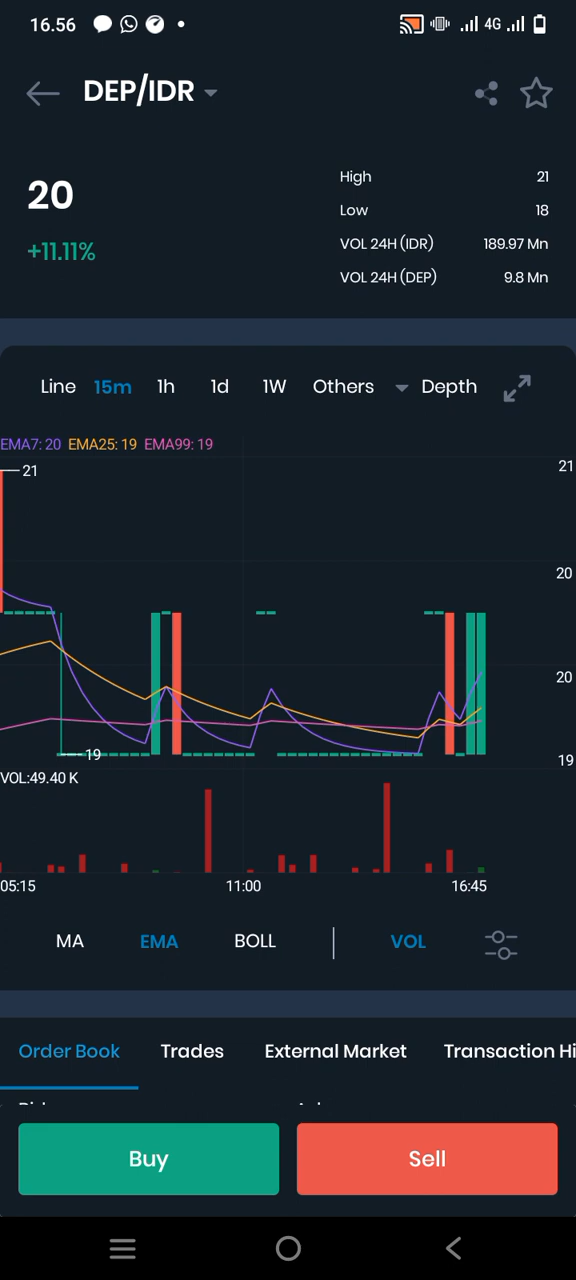 16.56
4G
DEP/IDR
20
+11.11%
High 21
Low 18
VOL 24H (IDR) 189.97 Mn
VOL 24H (DEP) 9.8 Mn
Line 15m 1h 1d 1W Others Depth
EMA7: 20 EMA25: 19 EMA99: 19
21
21
20
20
19
19
VOL:49.40 K
05:15 11:00 16:45
MA EMA BOLL VOL
Order Book Trades External Market Transaction Hi
Buy Sell